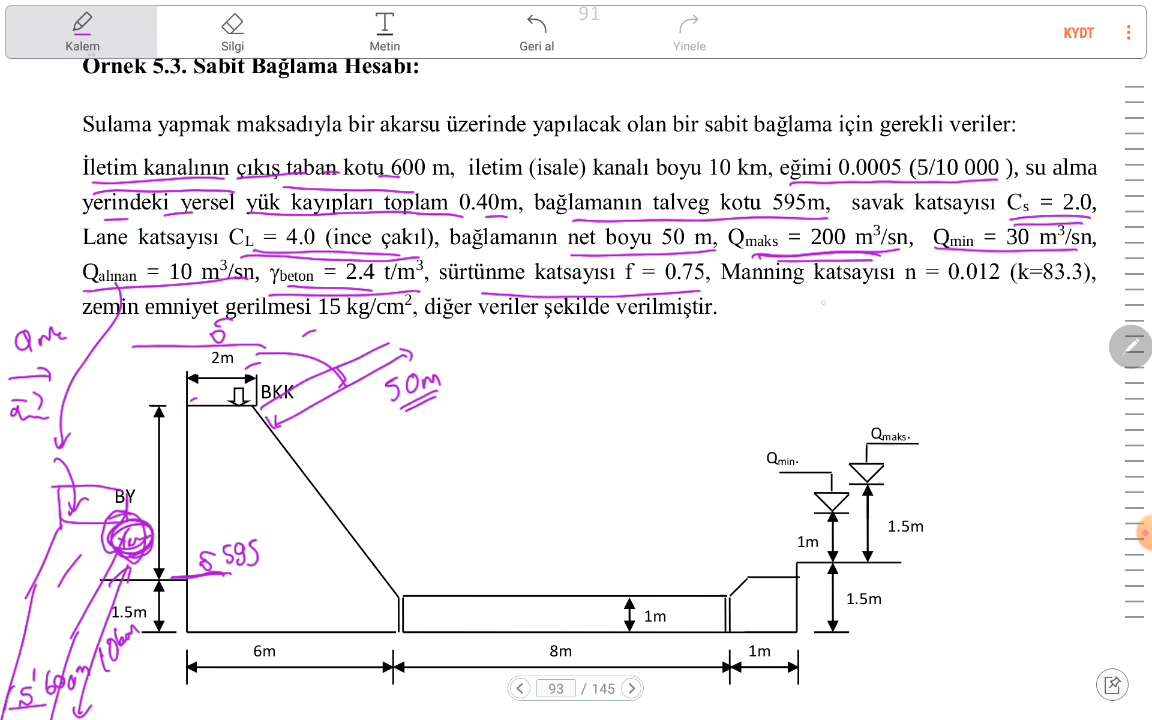 91
Kalem
Silgi
Metin
Geri al
Yinele
KYDT
Örnek 5.3. Sabit Bağlama Hesabı:
Sulama yapmak maksadıyla bir akarsu üzerinde yapılacak olan bir sabit bağlama için gerekli veriler:
İletim kanalının çıkış taban kotu 600 m, iletim (isale) kanalı boyu 10 km, eğimi 0.0005 (5/10 000 ), su alma
yerindeki yersel yük kayıpları toplam 0.40m, bağlamanın talveg kotu 595m, savak katsayısı Cs = 2.0,
Lane katsayısı CL = 4.0 (ince çakıl), bağlamanın net boyu 50 m, Qmaks = 200 m³/sn, Qmin = 30 m³/sn,
Qalınan = 10 m³/sn, γbeton = 2.4 t/m³, sürtünme katsayısı f = 0.75, Manning katsayısı n = 0.012 (k=83.3),
zemin emniyet gerilmesi 15 kg/cm², diğer veriler şekilde verilmiştir.
2m
BKK
50m
Qmaks.
Qmin.
BY
1.5m
1m
595
1.5m
1m
1.5m
600m
10km
6m
8m
1m
93 / 145